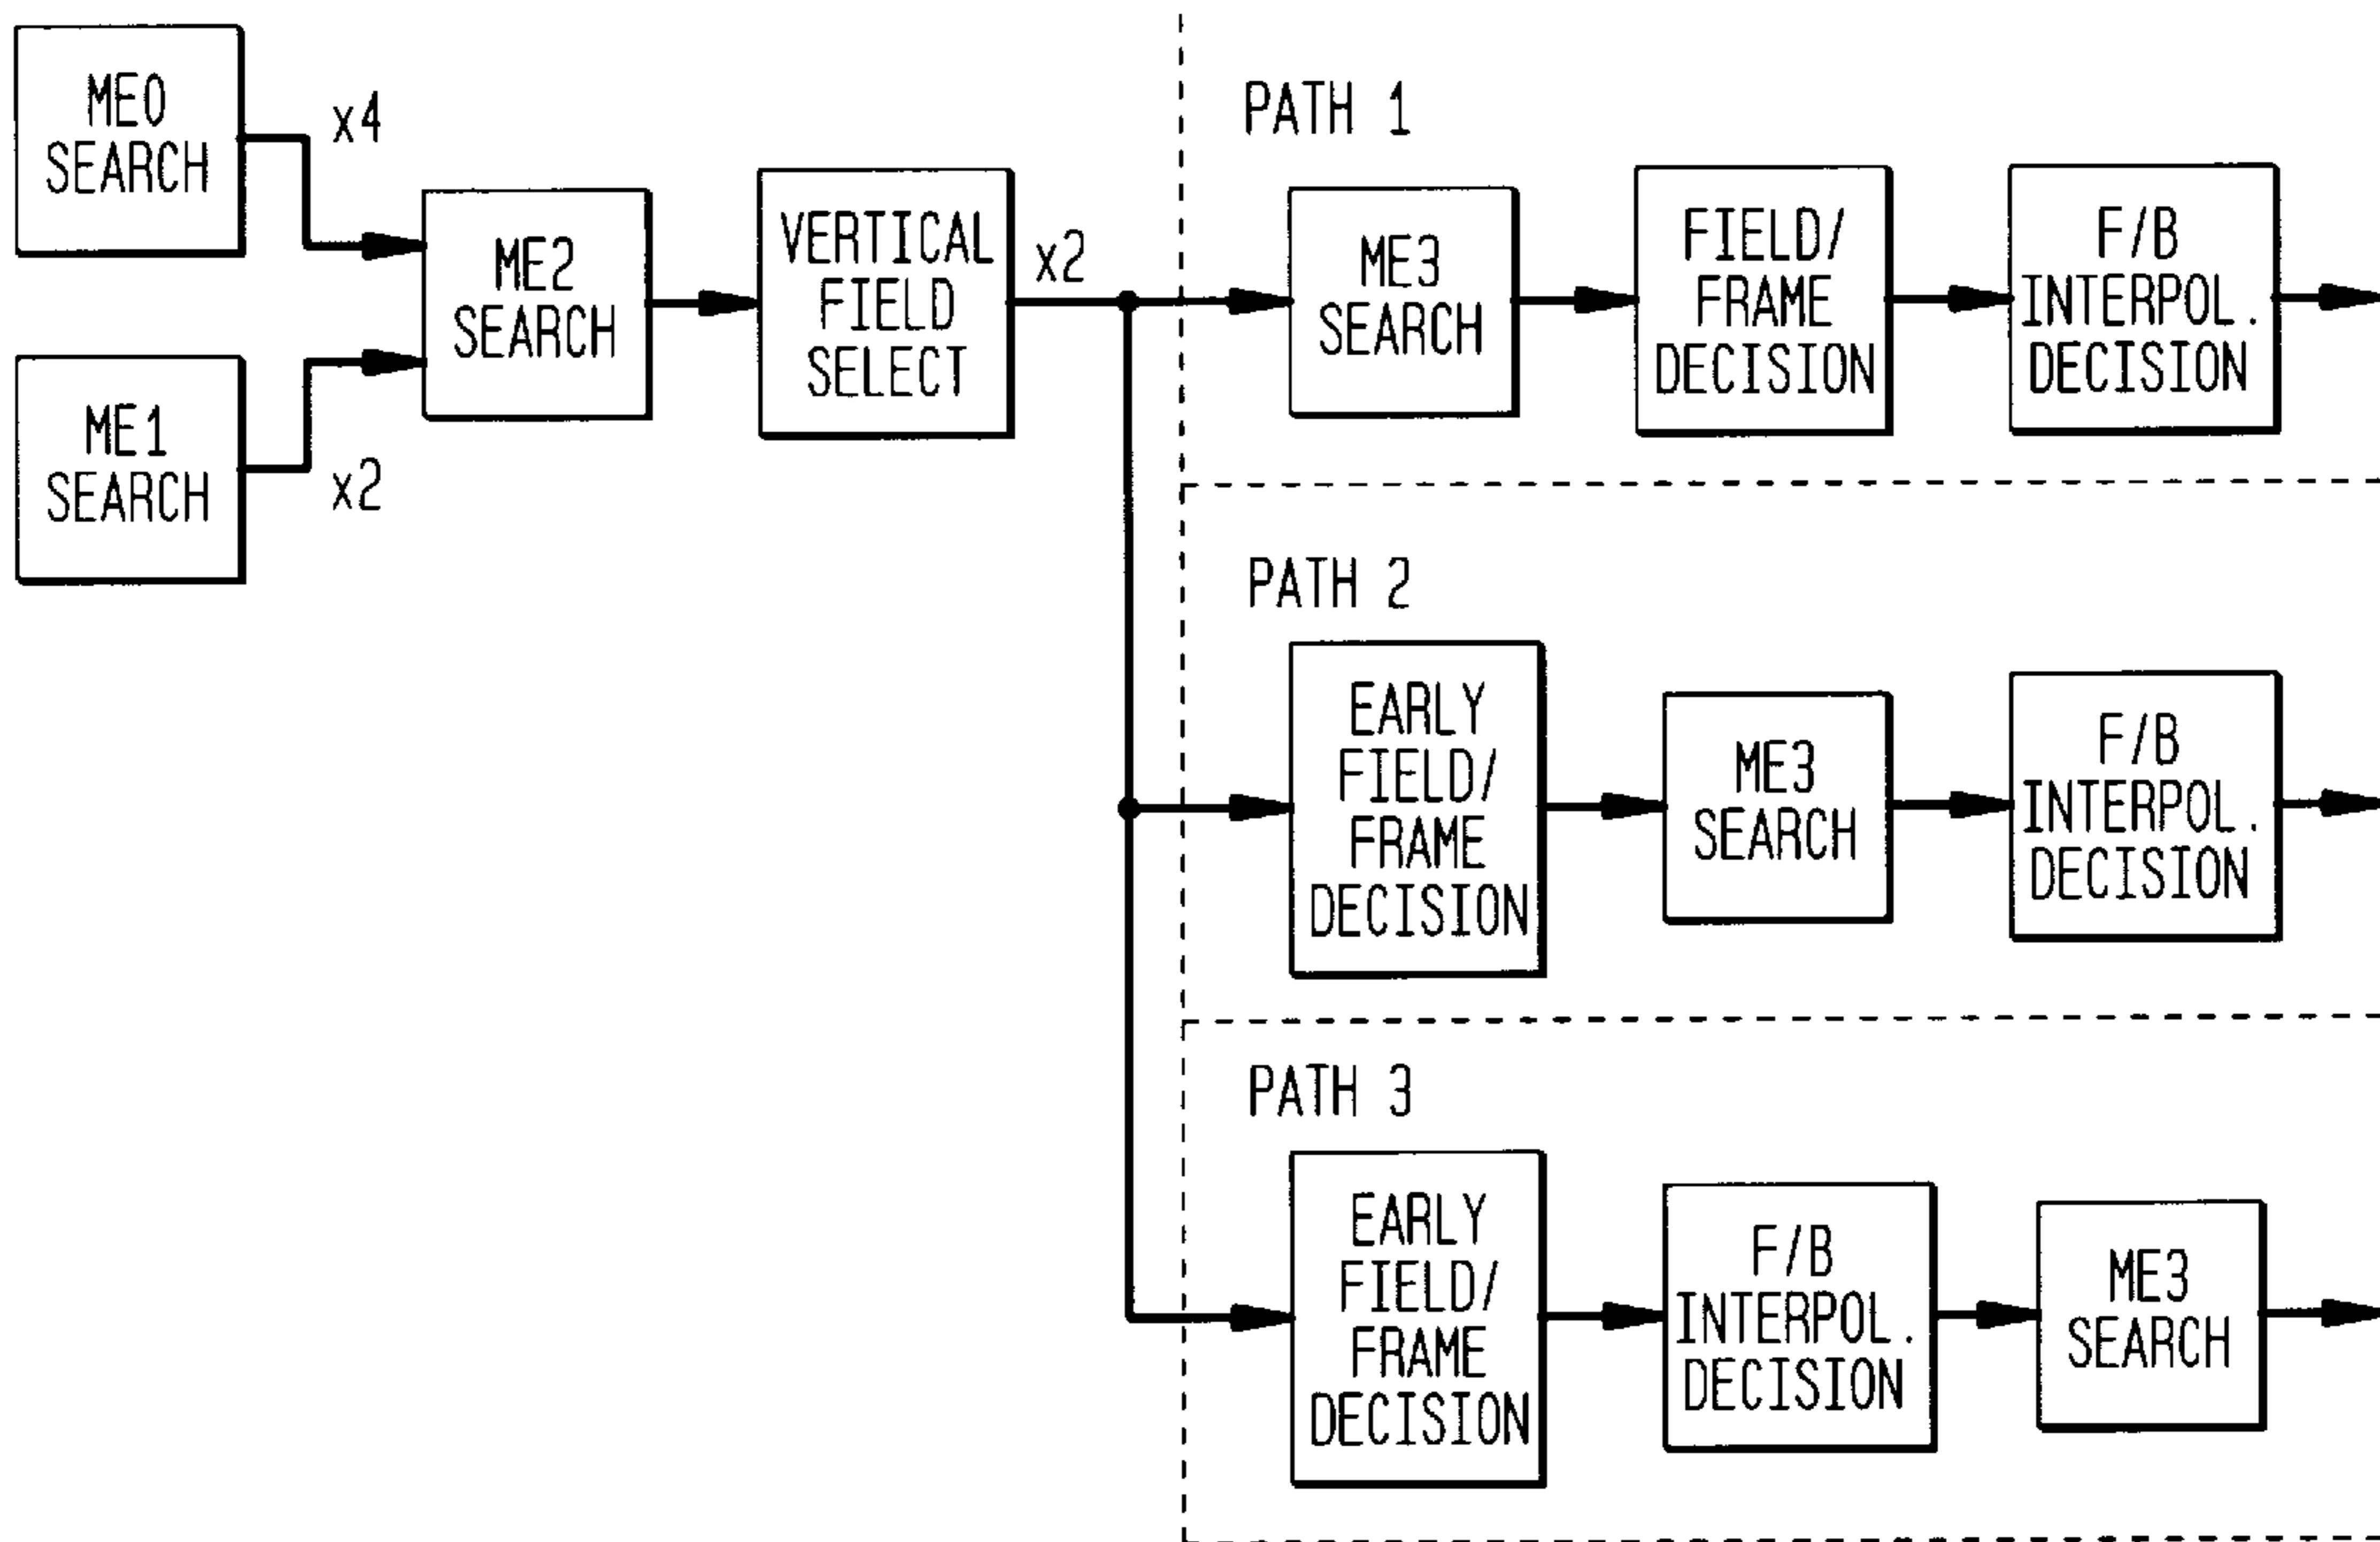 ME0
SEARCH
x4
ME1
SEARCH
x2
ME2
SEARCH
VERTICAL
FIELD
SELECT
x2
PATH 1
ME3
SEARCH
FIELD/
FRAME
DECISION
F/B
INTERPOL.
DECISION
PATH 2
EARLY
FIELD/
FRAME
DECISION
ME3
SEARCH
F/B
INTERPOL.
DECISION
PATH 3
EARLY
FIELD/
FRAME
DECISION
F/B
INTERPOL.
DECISION
ME3
SEARCH